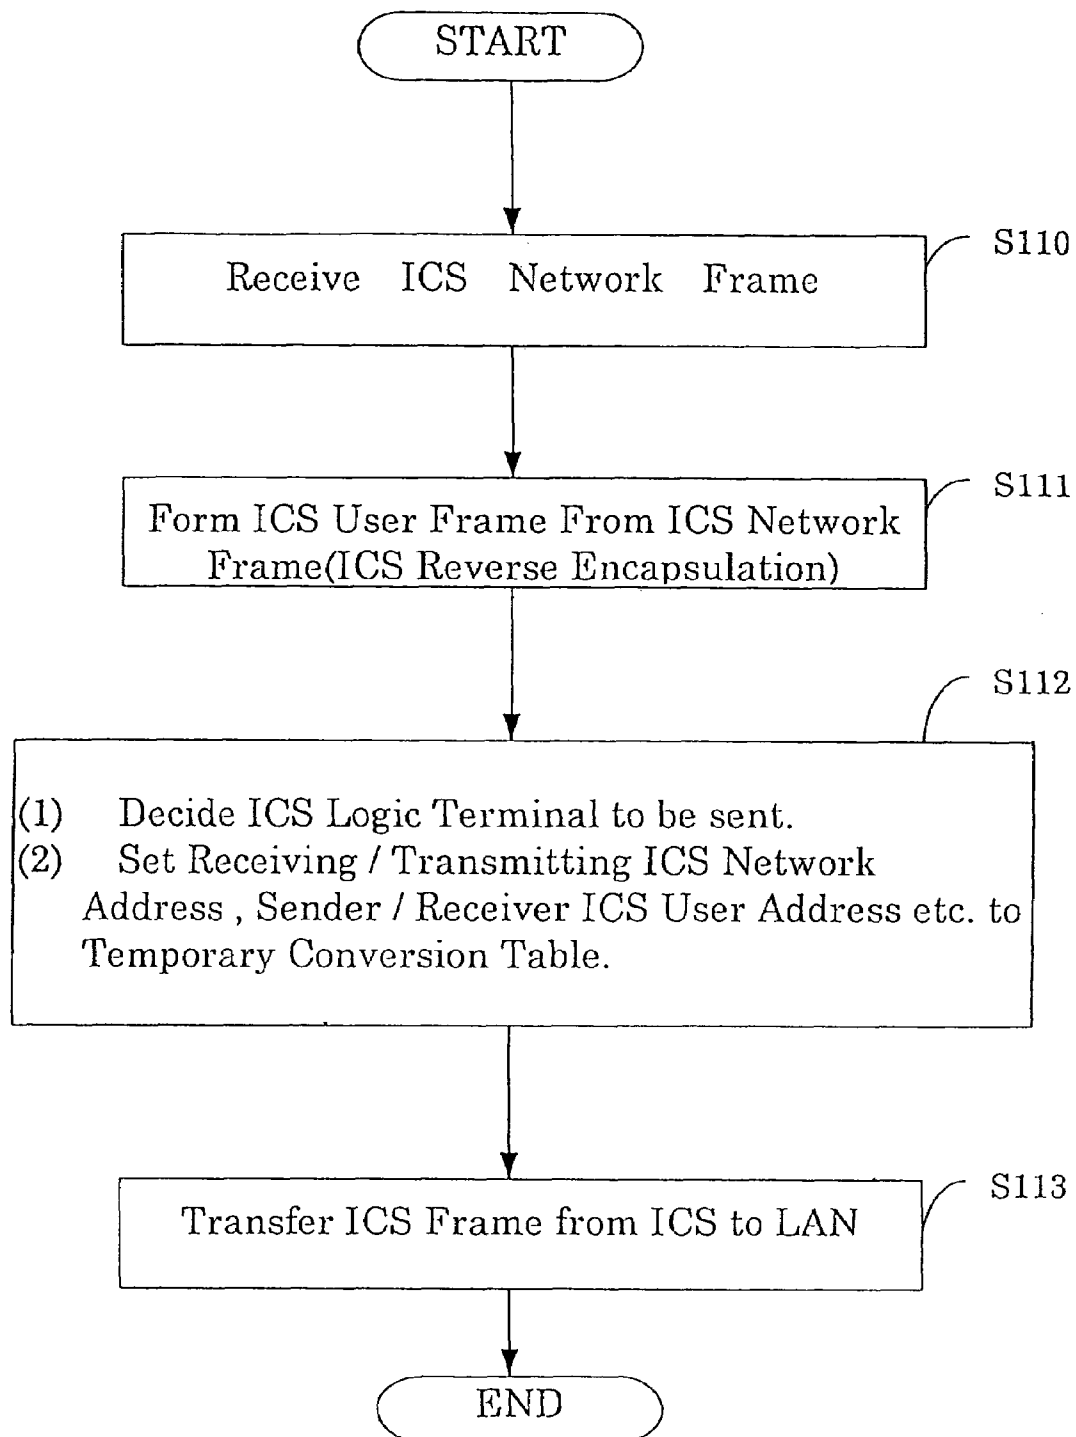 START
S110
Receive ICS Network Frame
S111
Form ICS User Frame From ICS Network
Frame(ICS Reverse Encapsulation)
S112
(1) Decide ICS Logic Terminal to be sent.
(2) Set Receiving / Transmitting ICS Network
Address , Sender / Receiver ICS User Address etc. to
Temporary Conversion Table.
S113
Transfer ICS Frame from ICS to LAN
END